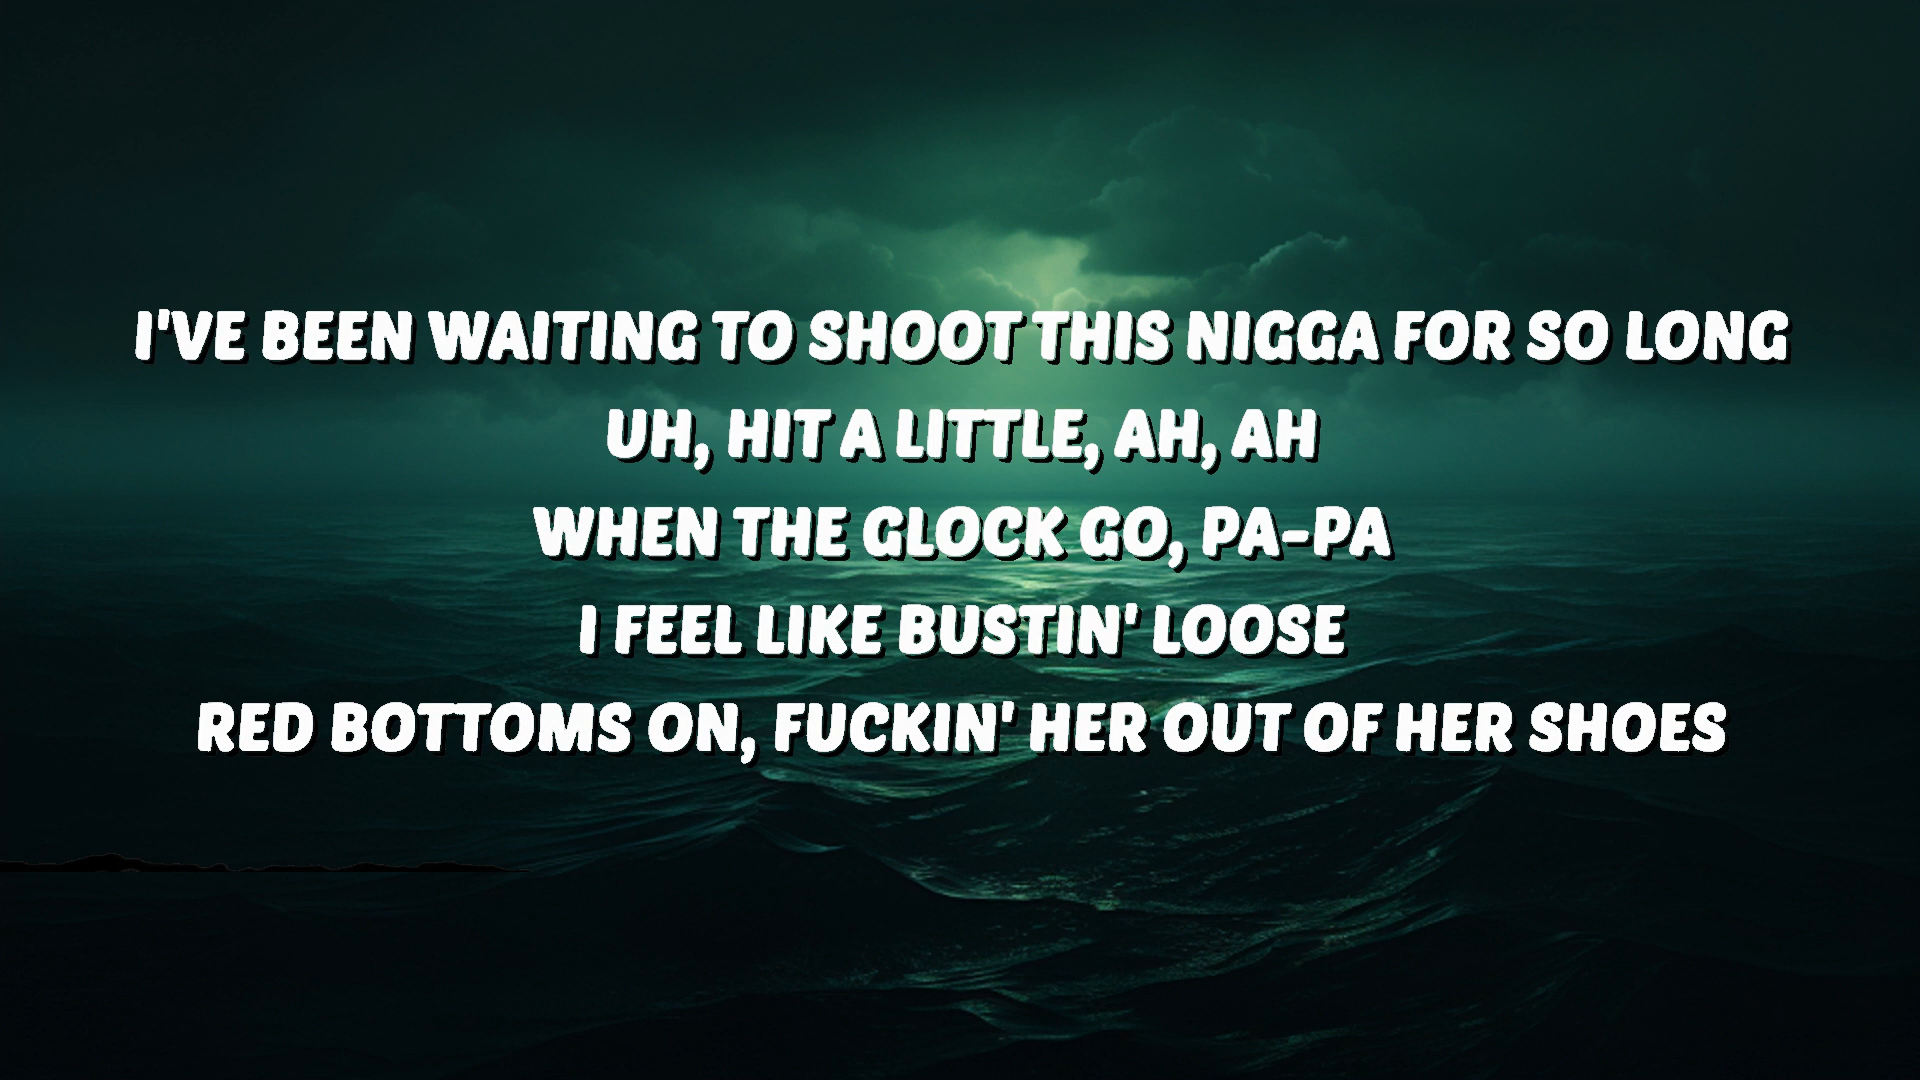 I'VE BEEN WAITING TO SHOOT THIS NIGGA FOR SO LONG
UH, HIT A LITTLE, AH, AH
WHEN THE GLOCK GO, PA-PA
I FEEL LIKE BUSTIN' LOOSE
RED BOTTOMS ON, FUCKIN' HER OUT OF HER SHOES